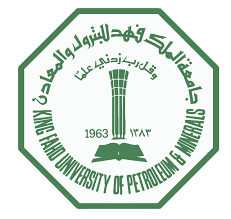 جامعة الملك فهد للبترول والمعادن
وقل رب زدني علما
1963 ١٣٨٣
KING FAHD UNIVERSITY OF PETROLEUM & MINERALS